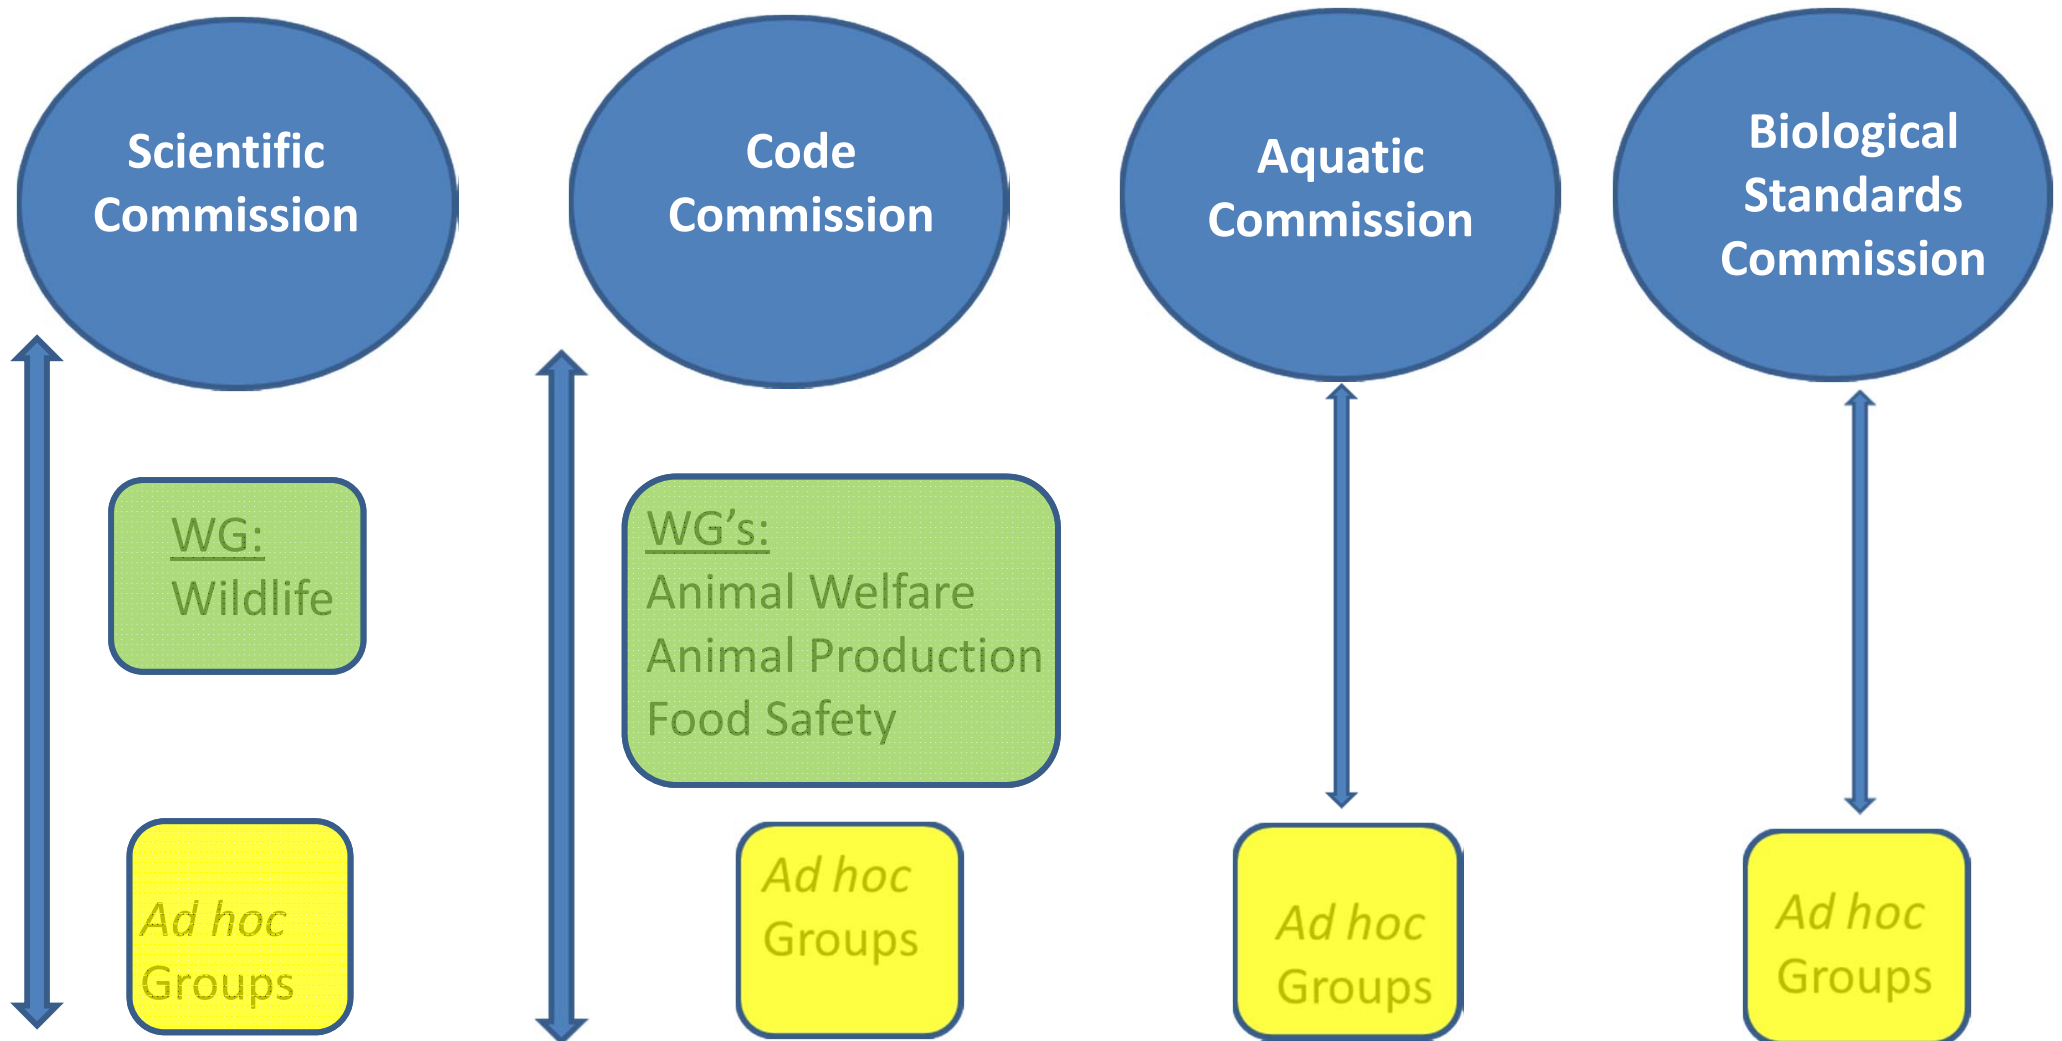 Scientific
Commission
Code
Commission
Aquatic
Commission
Biological
Standards
Commission
WG:
Wildlife
WG’s:
Animal Welfare
Animal Production
Food Safety
Ad hoc
Groups
Ad hoc
Groups
Ad hoc
Groups
Ad hoc
Groups